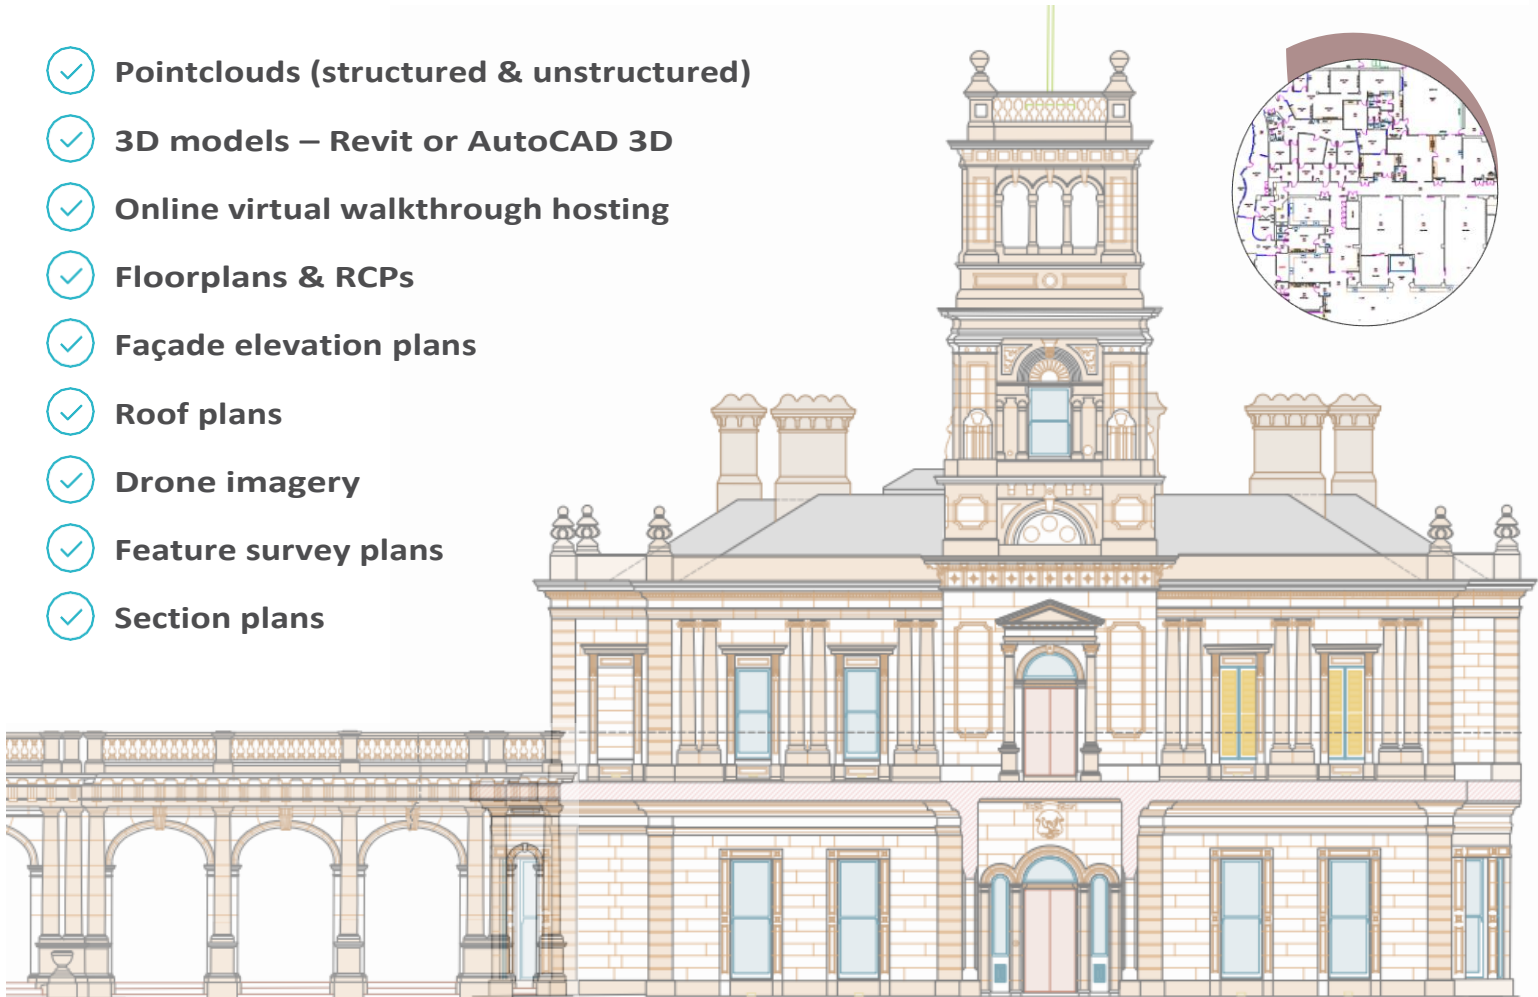 Pointclouds (structured & unstructured)
3D models – Revit or AutoCAD 3D
Online virtual walkthrough hosting
Floorplans & RCPs
Façade elevation plans
Roof plans
Drone imagery
Feature survey plans
Section plans